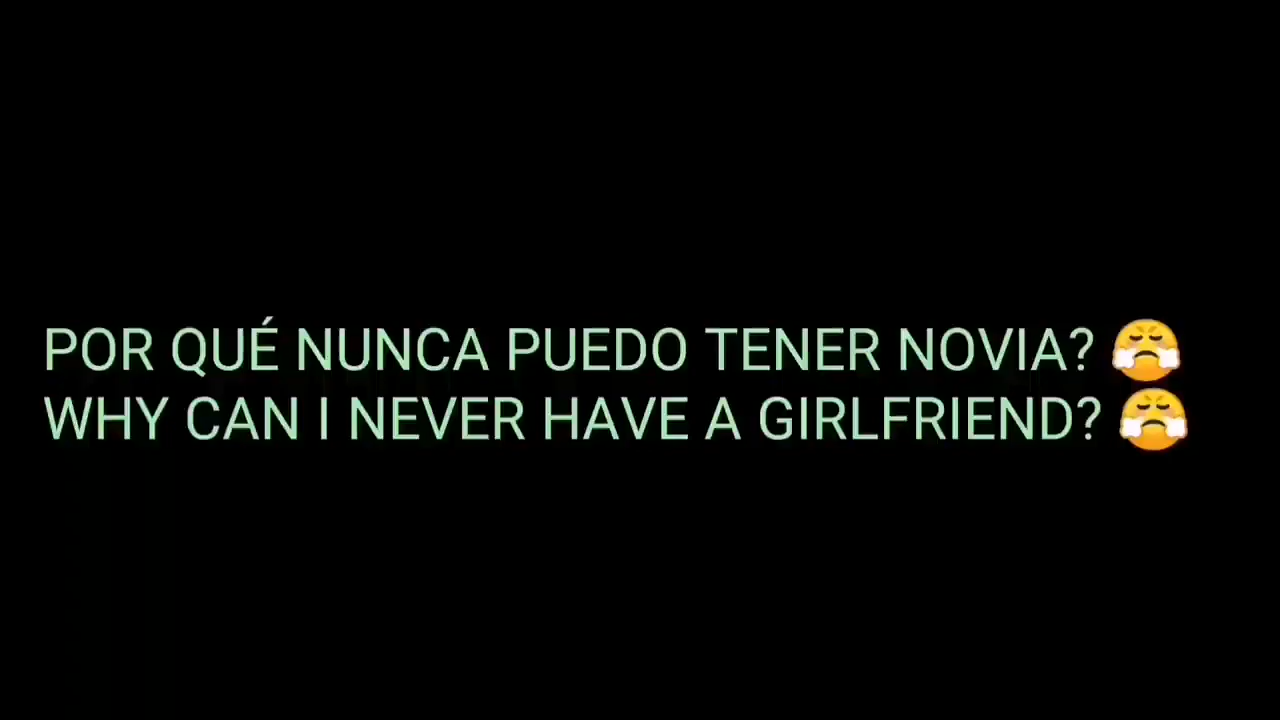 POR QUÉ NUNCA PUEDO TENER NOVIA? 😤
WHY CAN I NEVER HAVE A GIRLFRIEND? 😤